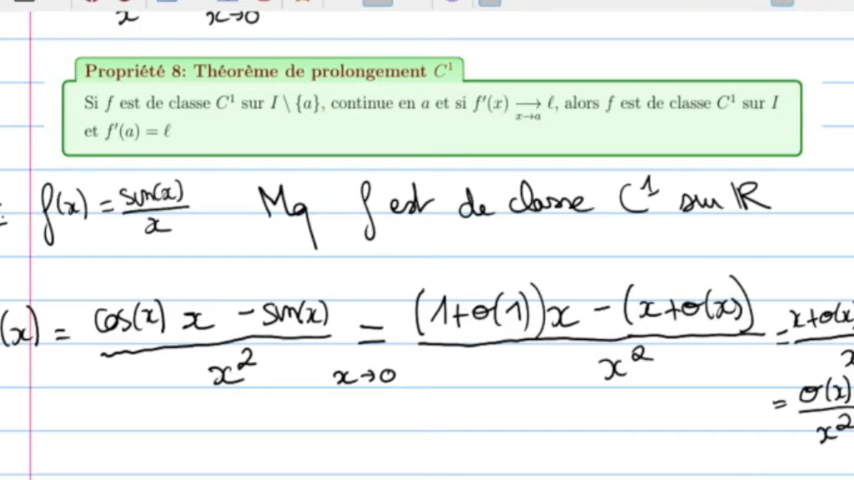 x x→0
Propriété 8: Théorème de prolongement C¹
Si f est de classe C¹ sur I \ {a}, continue en a et si f′(x) ⟶ ℓ, alors f est de classe C¹ sur I
x→a
et f′(a) = ℓ
f(x) = sin(x)/x Mq f est de classe C¹ sur ℝ
(x) = (cos(x) x − sin(x))/x² = ((1+o(1))x − (x+o(x)))/x² = x+o(x
x→0
= o(x)/x²